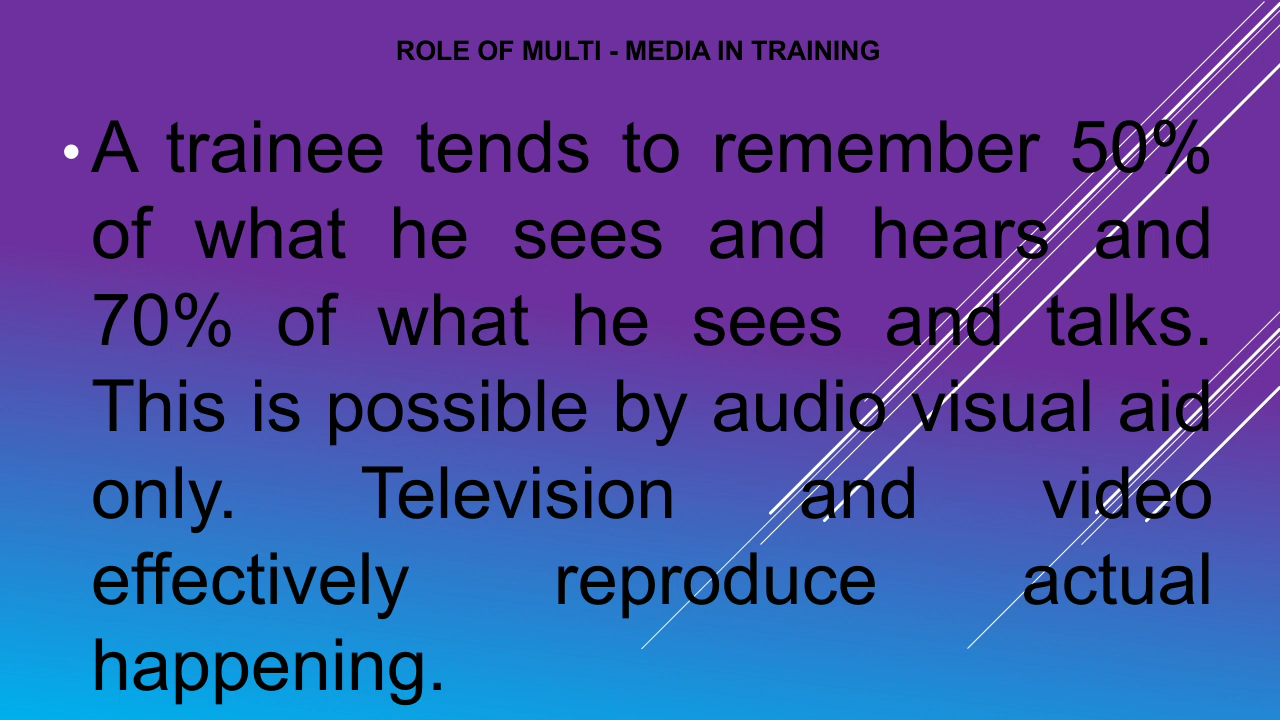 ROLE OF MULTI - MEDIA IN TRAINING
• A trainee tends to remember 50%
of what he sees and hears and
70% of what he sees and talks.
This is possible by audio visual aid
only. Television and video
effectively reproduce actual
happening.